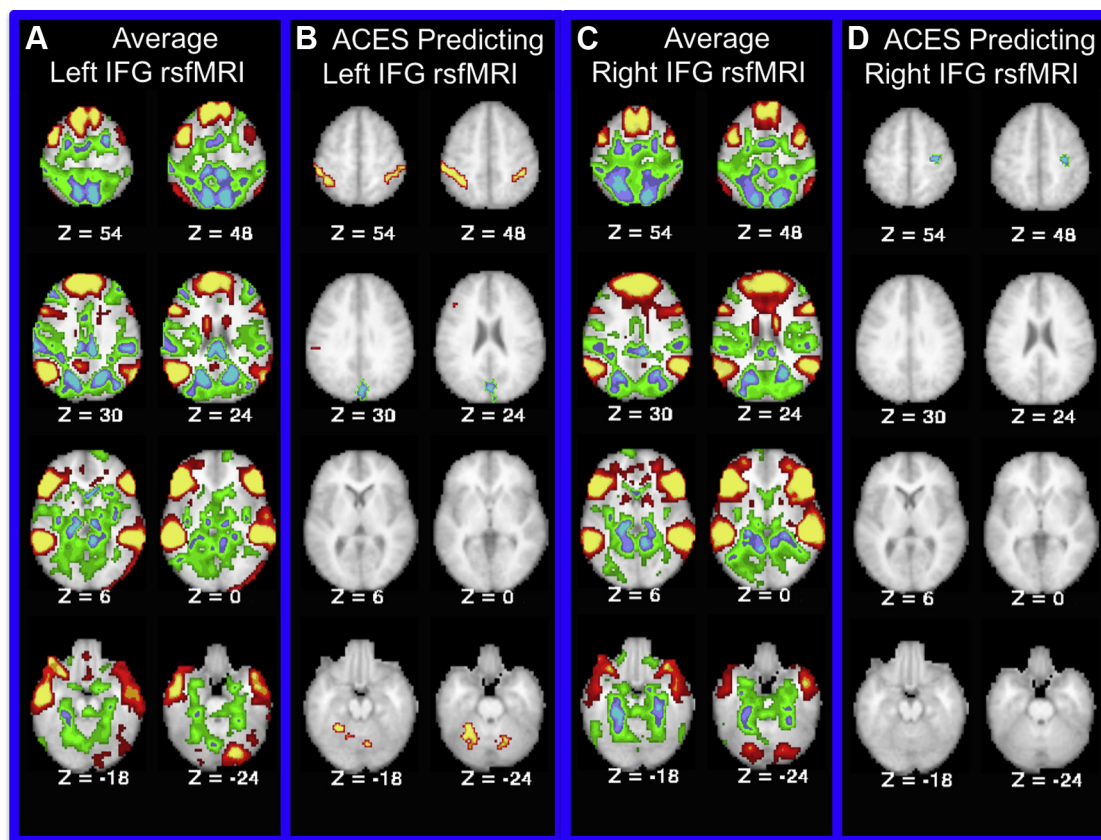 A Average
Left IFG rsfMRI
Z = 54 Z = 48
Z = 30 Z = 24
Z = 6 Z = 0
Z = -18 Z = -24
B ACES Predicting
Left IFG rsfMRI
Z = 54 Z = 48
Z = 30 Z = 24
Z = 6 Z = 0
Z = -18 Z = -24
C Average
Right IFG rsfMRI
Z = 54 Z = 48
Z = 30 Z = 24
Z = 6 Z = 0
Z = -18 Z = -24
D ACES Predicting
Right IFG rsfMRI
Z = 54 Z = 48
Z = 30 Z = 24
Z = 6 Z = 0
Z = -18 Z = -24